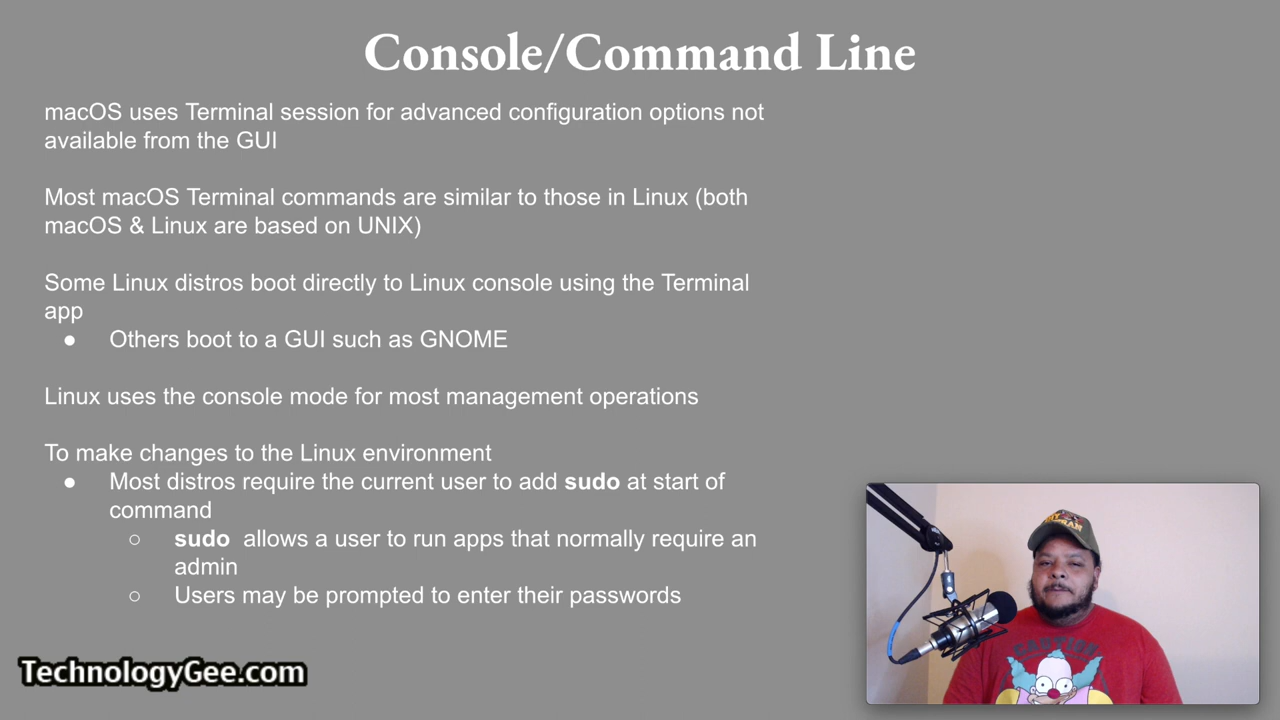 Console/Command Line
macOS uses Terminal session for advanced configuration options not
available from the GUI
Most macOS Terminal commands are similar to those in Linux (both
macOS & Linux are based on UNIX)
Some Linux distros boot directly to Linux console using the Terminal
app
● Others boot to a GUI such as GNOME
Linux uses the console mode for most management operations
To make changes to the Linux environment
● Most distros require the current user to add sudo at start of
command
○ sudo allows a user to run apps that normally require an
admin
○ Users may be prompted to enter their passwords
TechnologyGee.com
CAUTION